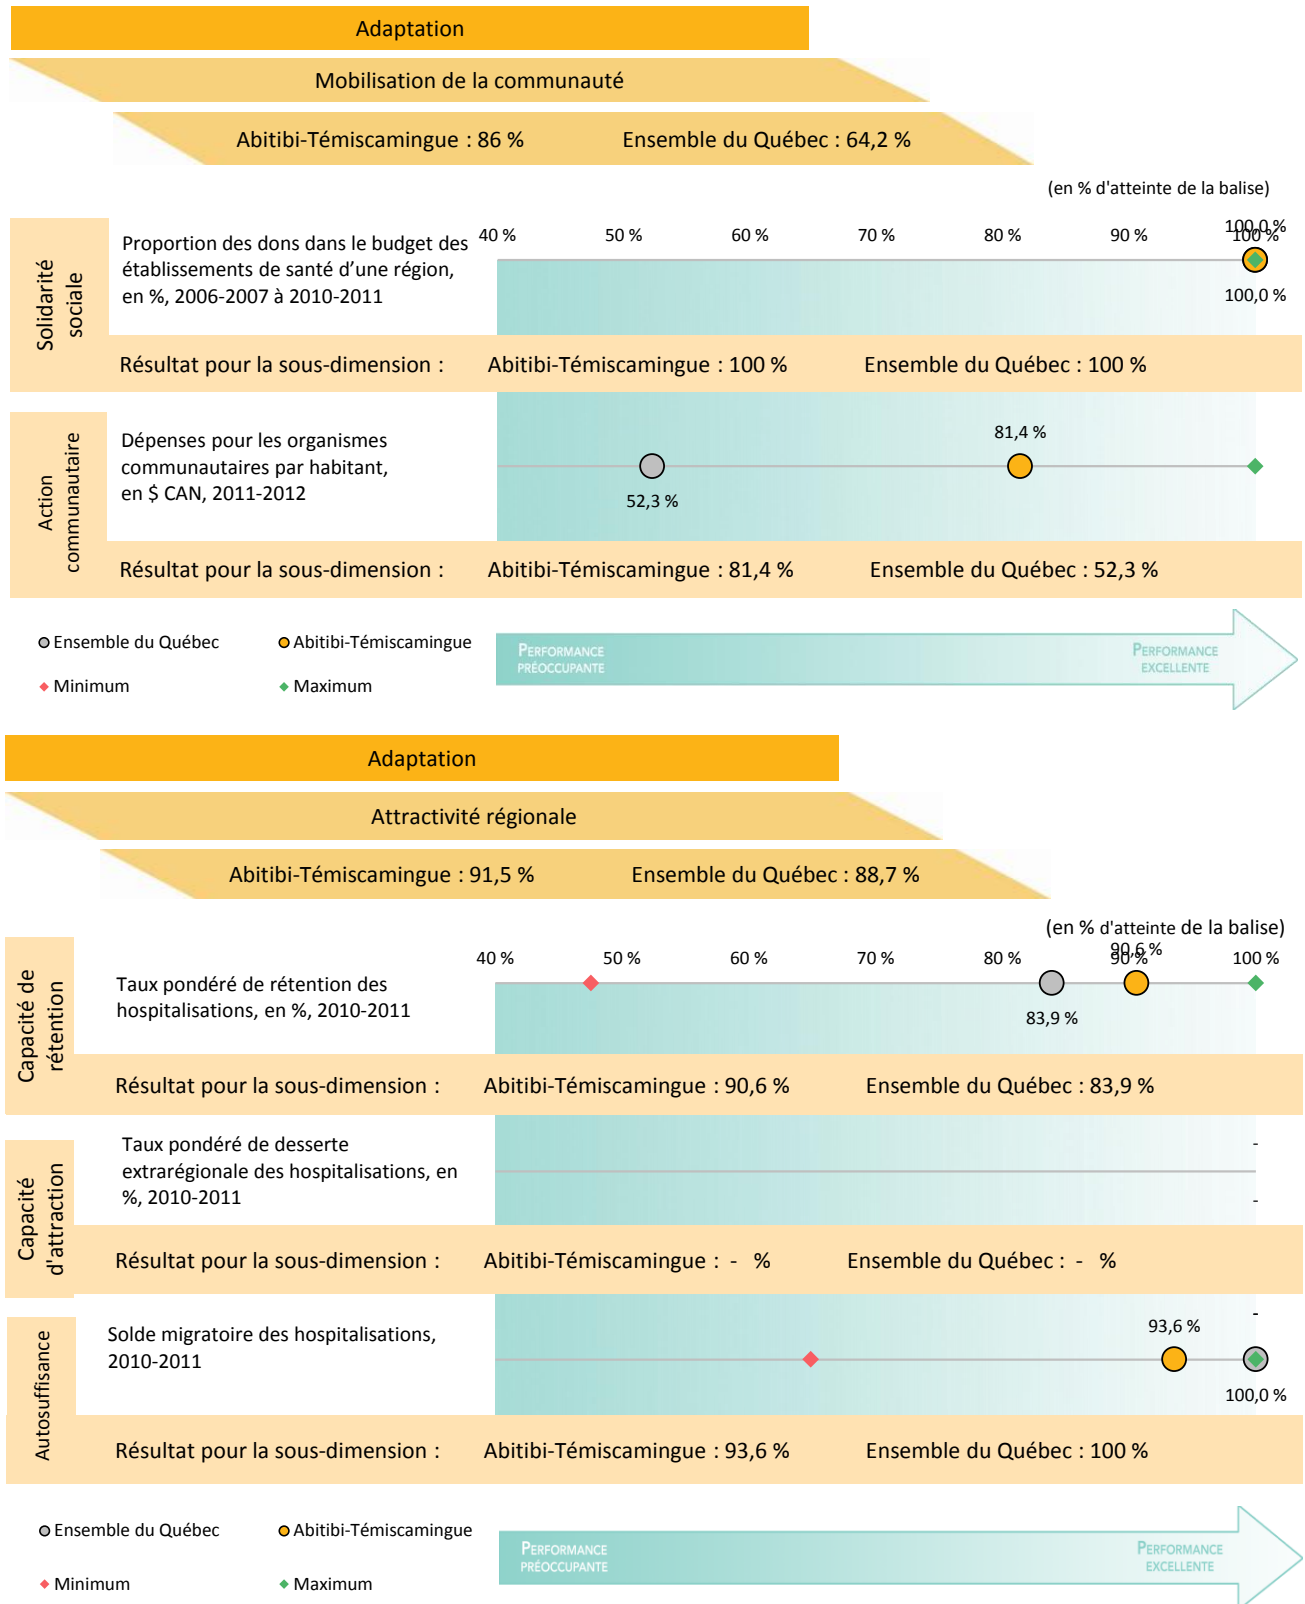 Adaptation
Mobilisation de la communauté
Abitibi-Témiscamingue : 86 % Ensemble du Québec : 64,2 %
(en % d'atteinte de la balise)
Solidarité
sociale
Proportion des dons dans le budget des
établissements de santé d'une région,
en %, 2006-2007 à 2010-2011
40 % 50 % 60 % 70 % 80 % 90 % 100 %
100,0 %
100,0 %
Résultat pour la sous-dimension : Abitibi-Témiscamingue : 100 % Ensemble du Québec : 100 %
Action
communautaire
Dépenses pour les organismes
communautaires par habitant,
en $ CAN, 2011-2012
81,4 %
52,3 %
Résultat pour la sous-dimension : Abitibi-Témiscamingue : 81,4 % Ensemble du Québec : 52,3 %
Ensemble du Québec Abitibi-Témiscamingue
Minimum Maximum
PERFORMANCE
PRÉOCCUPANTE
PERFORMANCE
EXCELLENTE
Adaptation
Attractivité régionale
Abitibi-Témiscamingue : 91,5 % Ensemble du Québec : 88,7 %
(en % d'atteinte de la balise)
Capacité de
rétention
40 % 50 % 60 % 70 % 80 % 90 % 100 %
Taux pondéré de rétention des
hospitalisations, en %, 2010-2011
90,6 %
83,9 %
Résultat pour la sous-dimension : Abitibi-Témiscamingue : 90,6 % Ensemble du Québec : 83,9 %
Capacité
d'attraction
Taux pondéré de desserte
extrarégionale des hospitalisations, en
%, 2010-2011
-
-
Résultat pour la sous-dimension : Abitibi-Témiscamingue : - % Ensemble du Québec : - %
Autosuffisance
Solde migratoire des hospitalisations,
2010-2011
-
93,6 %
100,0 %
Résultat pour la sous-dimension : Abitibi-Témiscamingue : 93,6 % Ensemble du Québec : 100 %
Ensemble du Québec Abitibi-Témiscamingue
Minimum Maximum
PERFORMANCE
PRÉOCCUPANTE
PERFORMANCE
EXCELLENTE